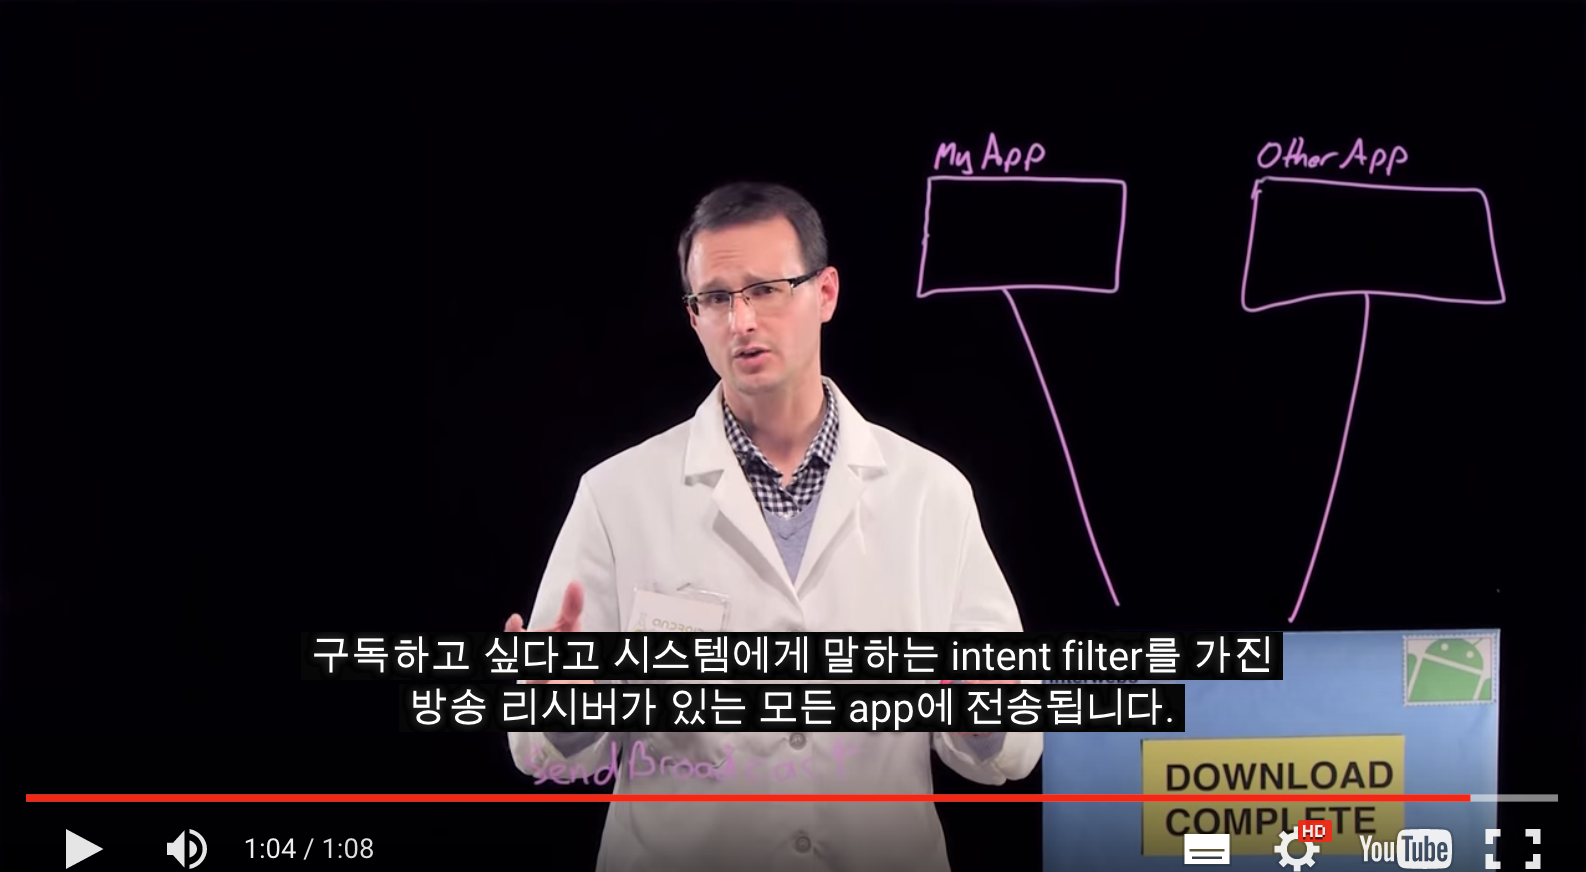 My App
Other App
구독하고 싶다고 시스템에게 말하는 intent filter를 가진
방송 리시버가 있는 모든 app에 전송됩니다.
sendBroadcast
DOWNLOAD
COMPLETE
1:04 / 1:08
HD
YouTube